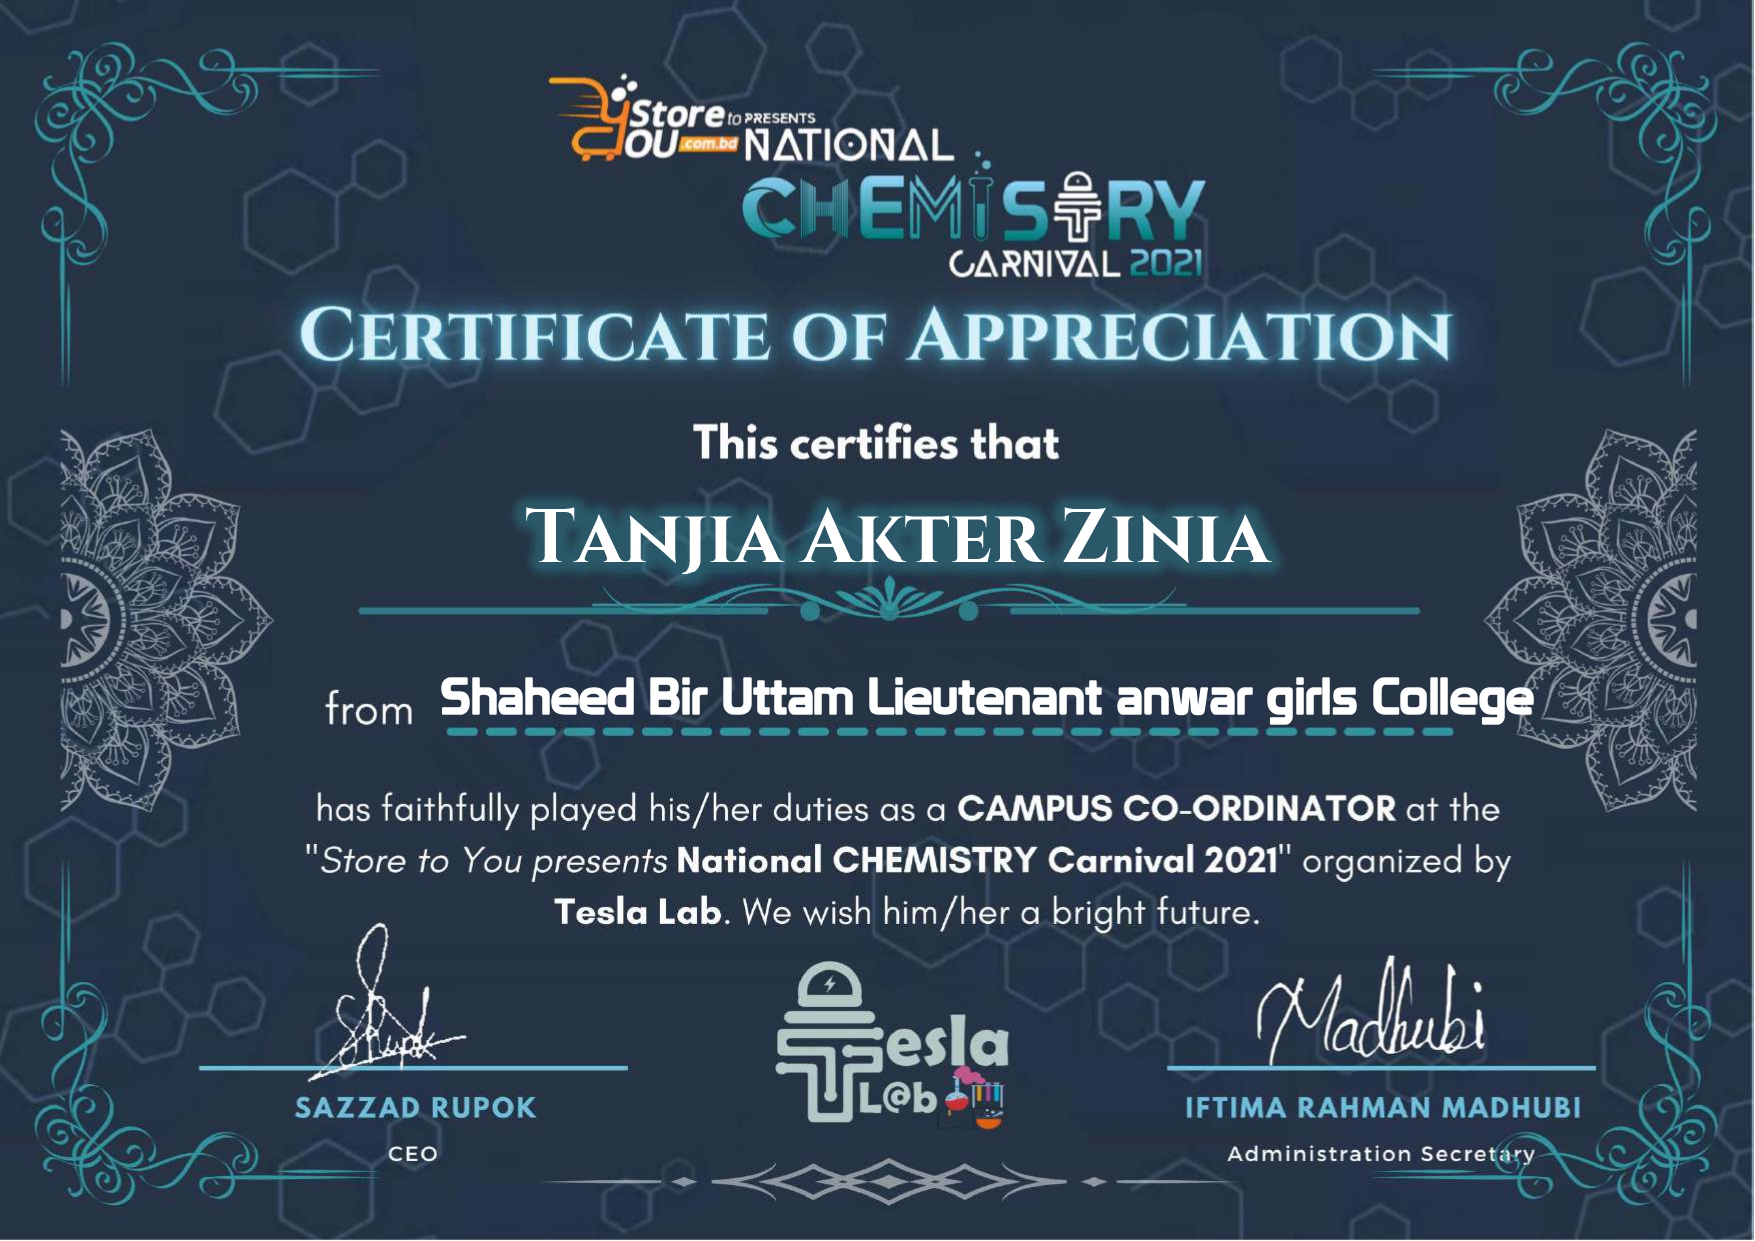 Store to PRESENTS
YOU .com.bd NATIONAL
CHEMISTRY
CARNIVAL 2021
CERTIFICATE OF APPRECIATION
This certifies that
TANJIA AKTER ZINIA
from Shaheed Bir Uttam Lieutenant anwar girls College
has faithfully played his/her duties as a CAMPUS CO-ORDINATOR at the
"Store to You presents National CHEMISTRY Carnival 2021" organized by
Tesla Lab. We wish him/her a bright future.
Rupok
Madhubi
Tesla
L@b
SAZZAD RUPOK
IFTIMA RAHMAN MADHUBI
CEO
Administration Secretary